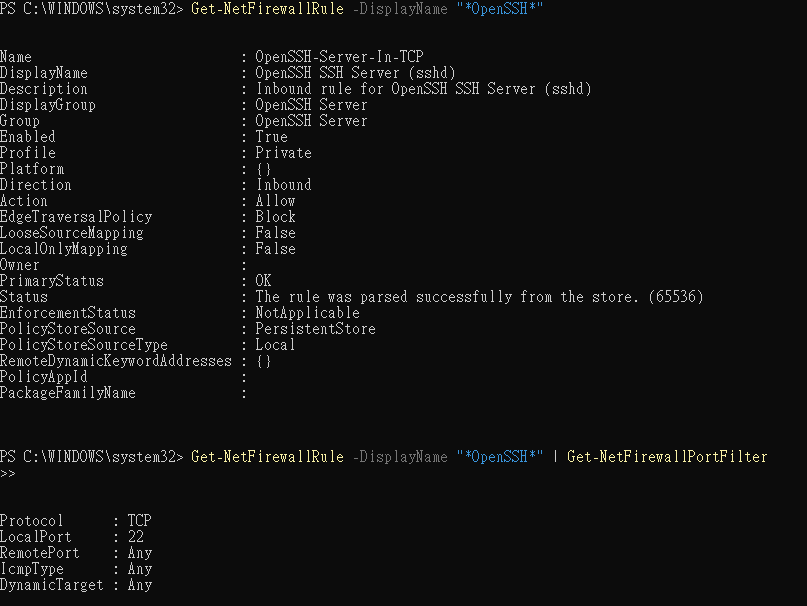 PS C:\WINDOWS\system32> Get-NetFirewallRule -DisplayName "*OpenSSH*"
Name : OpenSSH-Server-In-TCP
DisplayName : OpenSSH SSH Server (sshd)
Description : Inbound rule for OpenSSH SSH Server (sshd)
DisplayGroup : OpenSSH Server
Group : OpenSSH Server
Enabled : True
Profile : Private
Platform : {}
Direction : Inbound
Action : Allow
EdgeTraversalPolicy : Block
LooseSourceMapping : False
LocalOnlyMapping : False
Owner :
PrimaryStatus : OK
Status : The rule was parsed successfully from the store. (65536)
EnforcementStatus : NotApplicable
PolicyStoreSource : PersistentStore
PolicyStoreSourceType : Local
RemoteDynamicKeywordAddresses : {}
PolicyAppId :
PackageFamilyName :
PS C:\WINDOWS\system32> Get-NetFirewallRule -DisplayName "*OpenSSH*" | Get-NetFirewallPortFilter
>>
Protocol : TCP
LocalPort : 22
RemotePort : Any
IcmpType : Any
DynamicTarget : Any